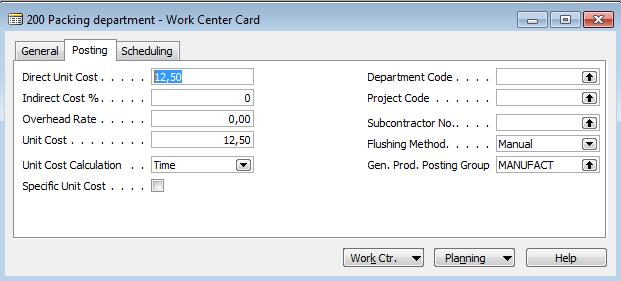 200 Packing department - Work Center Card
General Posting Scheduling
Direct Unit Cost . . . . . 12,50 Department Code . . . .
Indirect Cost % . . . . . 0 Project Code . . . . . .
Overhead Rate . . . . . 0,00 Subcontractor No. . . .
Unit Cost . . . . . . . . 12,50 Flushing Method. . . . . Manual
Unit Cost Calculation . . Time Gen. Prod. Posting Group MANUFACT
Specific Unit Cost . . . .
Work Ctr. Planning Help